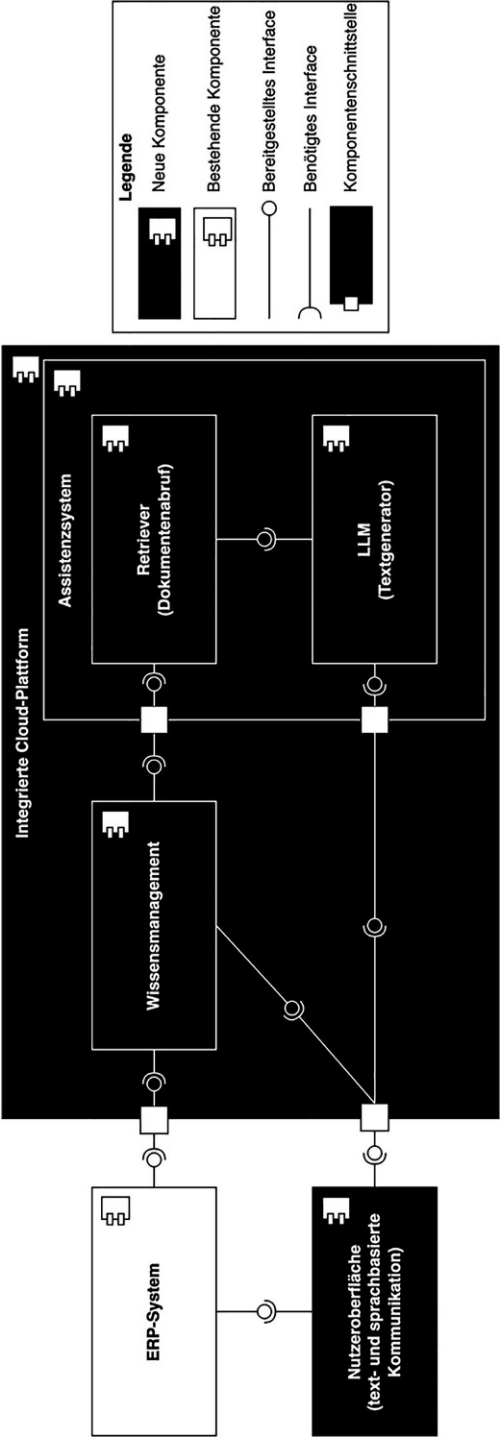 Integrierte Cloud-Plattform
Assistenzsystem
ERP-System
Wissensmanagement
Retriever
(Dokumentenabruf)
Nutzeroberfläche
(text- und sprachbasierte
Kommunikation)
LLM
(Textgenerator)
Legende
Neue Komponente
Bestehende Komponente
Bereitgestelltes Interface
Benötigtes Interface
Komponentenschnittstelle